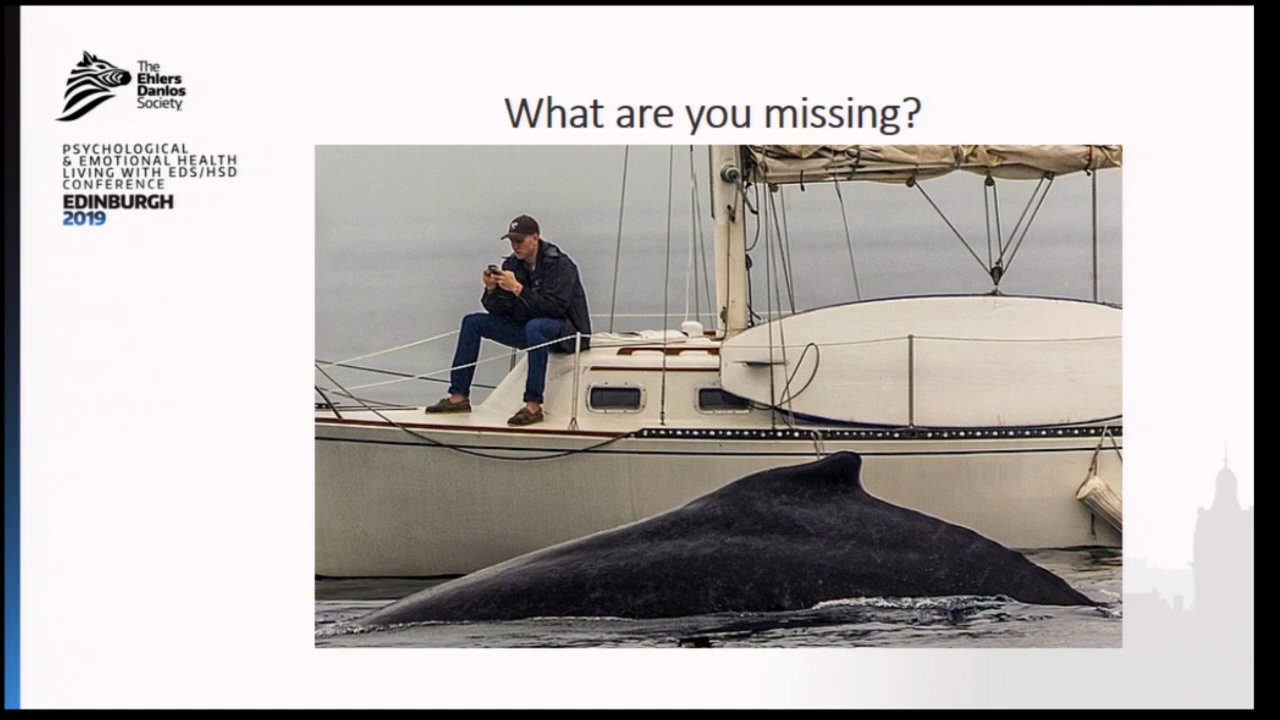 The
Ehlers
Danlos
Society
PSYCHOLOGICAL
& EMOTIONAL HEALTH
LIVING WITH EDS/HSD
CONFERENCE
EDINBURGH
2019
What are you missing?